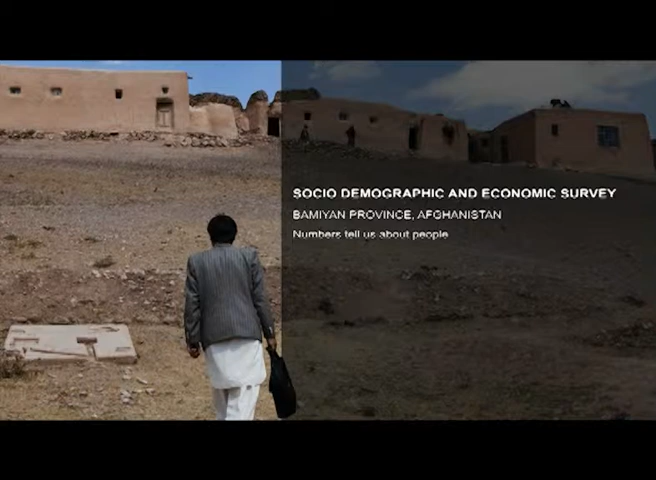 SOCIO DEMOGRAPHIC AND ECONOMIC SURVEY
BAMIYAN PROVINCE, AFGHANISTAN
Numbers tell us about people